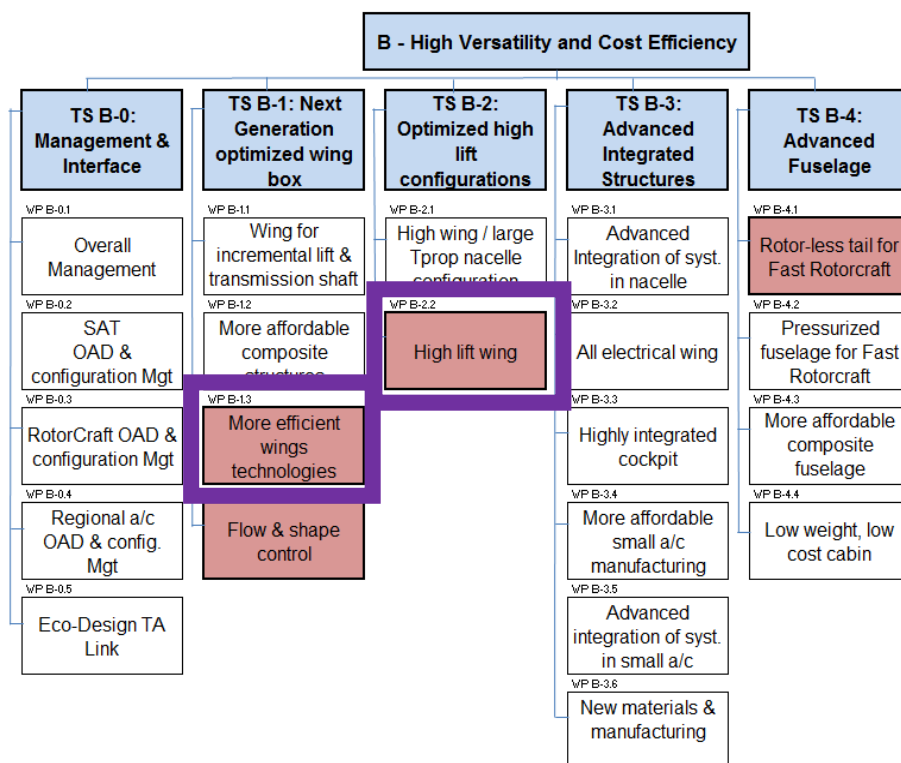 B - High Versatility and Cost Efficiency
TS B-0:
Management &
Interface
WP B-0.1
Overall
Management
WP B-0.2
SAT
OAD &
configuration Mgt
WP B-0.3
RotorCraft OAD &
configuration Mgt
WP B-0.4
Regional a/c
OAD & config.
Mgt
WP B-0.5
Eco-Design TA
Link
TS B-1: Next
Generation
optimized wing
box
WP B-1.1
Wing for
incremental lift &
transmission shaft
WP B-1.2
More affordable
composite
structures
WP B-1.3
More efficient
wings
technologies
Flow & shape
control
TS B-2:
Optimized high
lift
configurations
WP B-2.1
High wing / large
Tprop nacelle
configuration
WP B-2.2
High lift wing
TS B-3:
Advanced
Integrated
Structures
WP B-3.1
Advanced
Integration of syst.
in nacelle
WP B-3.2
All electrical wing
WP B-3.3
Highly integrated
cockpit
WP B-3.4
More affordable
small a/c
manufacturing
WP B-3.5
Advanced
integration of syst.
in small a/c
WP B-3.6
New materials &
manufacturing
TS B-4:
Advanced
Fuselage
WP B-4.1
Rotor-less tail for
Fast Rotorcraft
WP B-4.2
Pressurized
fuselage for Fast
Rotorcraft
WP B-4.3
More affordable
composite
fuselage
WP B-4.4
Low weight, low
cost cabin